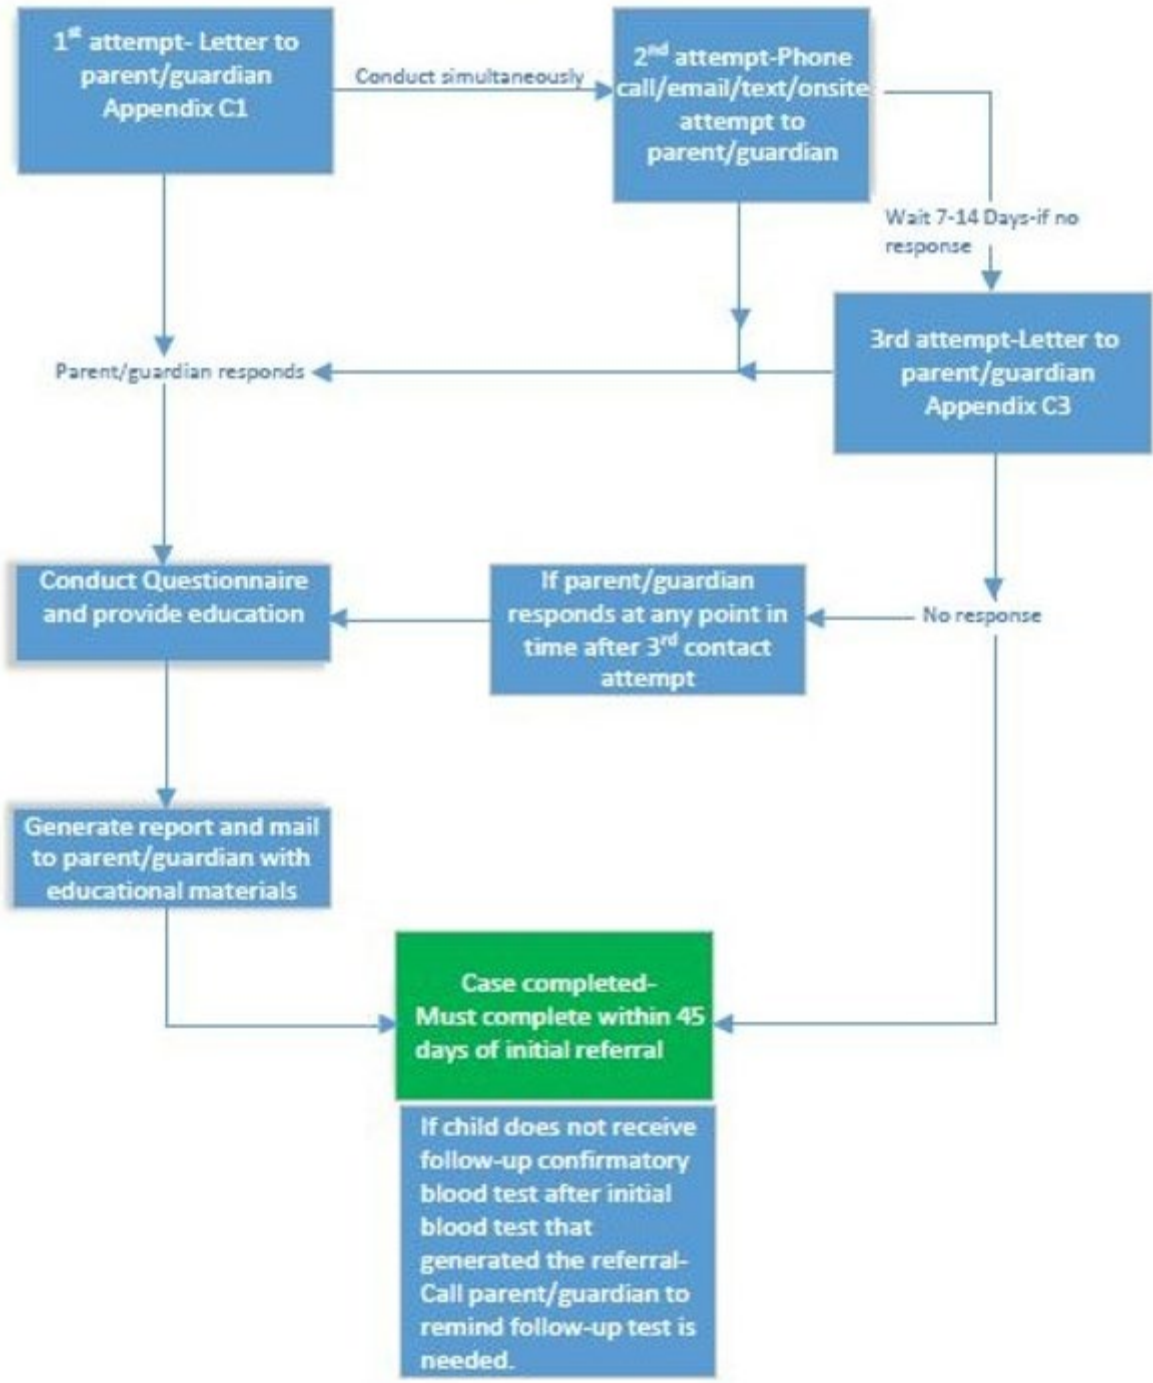 1st attempt- Letter to
parent/guardian
Appendix C1
Conduct simultaneously
2nd attempt-Phone
call/email/text/onsite
attempt to
parent/guardian
Wait 7-14 Days-if no
response
3rd attempt-Letter to
parent/guardian
Appendix C3
Parent/guardian responds
Conduct Questionnaire
and provide education
If parent/guardian
responds at any point in
time after 3rd contact
attempt
No response
Generate report and mail
to parent/guardian with
educational materials
Case completed-
Must complete within 45
days of initial referral
If child does not receive
follow-up confirmatory
blood test after initial
blood test that
generated the referral-
Call parent/guardian to
remind follow-up test is
needed.